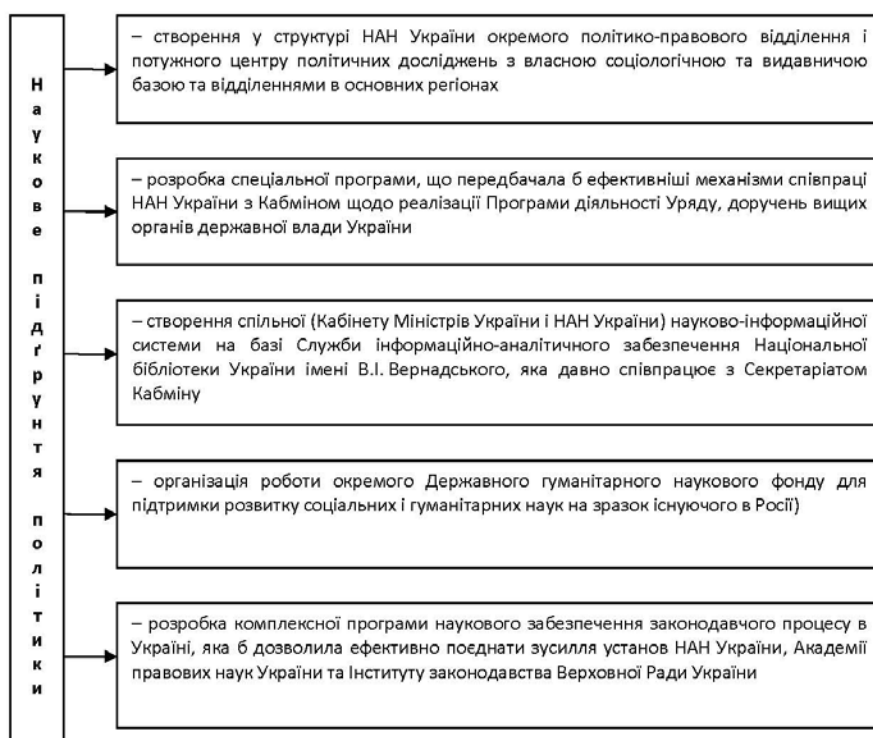 Наукове підґрунтя політики
– створення у структурі НАН України окремого політико-правового відділення і
потужного центру політичних досліджень з власною соціологічною та видавничою
базою та відділеннями в основних регіонах
– розробка спеціальної програми, що передбачала б ефективніші механізми співпраці
НАН України з Кабміном щодо реалізації Програми діяльності Уряду, доручень вищих
органів державної влади України
– створення спільної (Кабінету Міністрів України і НАН України) науково-інформаційної
системи на базі Служби інформаційно-аналітичного забезпечення Національної
бібліотеки України імені В.І. Вернадського, яка давно співпрацює з Секретаріатом
Кабміну
– організація роботи окремого Державного гуманітарного наукового фонду для
підтримки розвитку соціальних і гуманітарних наук на зразок існуючого в Росії)
– розробка комплексної програми наукового забезпечення законодавчого процесу в
Україні, яка б дозволила ефективно поєднати зусилля установ НАН України, Академії
правових наук України та Інституту законодавства Верховної Ради України